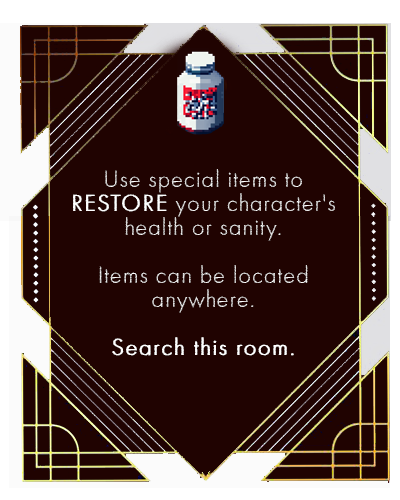 Use special items to
RESTORE your character's
health or sanity.
Items can be located
anywhere.
Search this room.